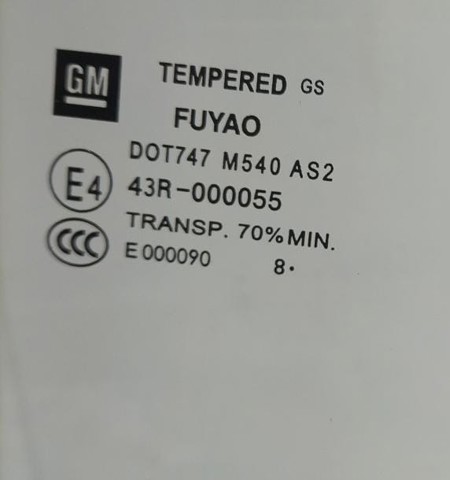 GM TEMPERED GS
FUYAO
DOT747 M540 AS2
E4 43R-000055
TRANSP. 70% MIN.
CCC E000090 8·